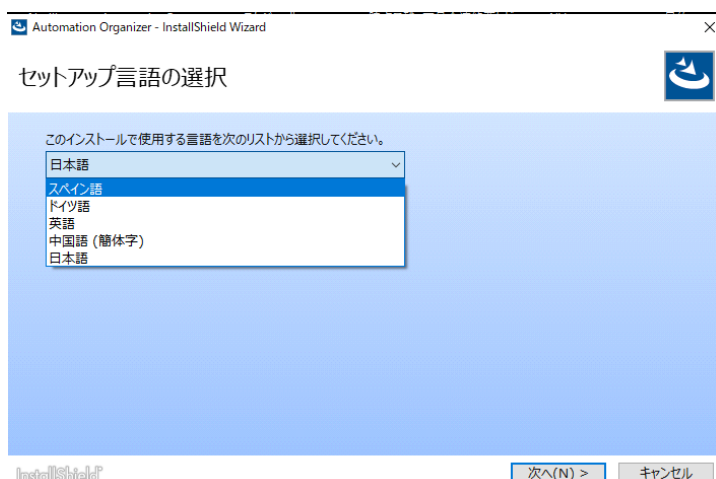 Automation Organizer - InstallShield Wizard
セットアップ言語の選択
このインストールで使用する言語を次のリストから選択してください。
日本語
スペイン語
ドイツ語
英語
中国語 (簡体字)
日本語
InstallShield
次へ(N) >
キャンセル